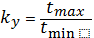 k_y = t_max / t_min ⬚